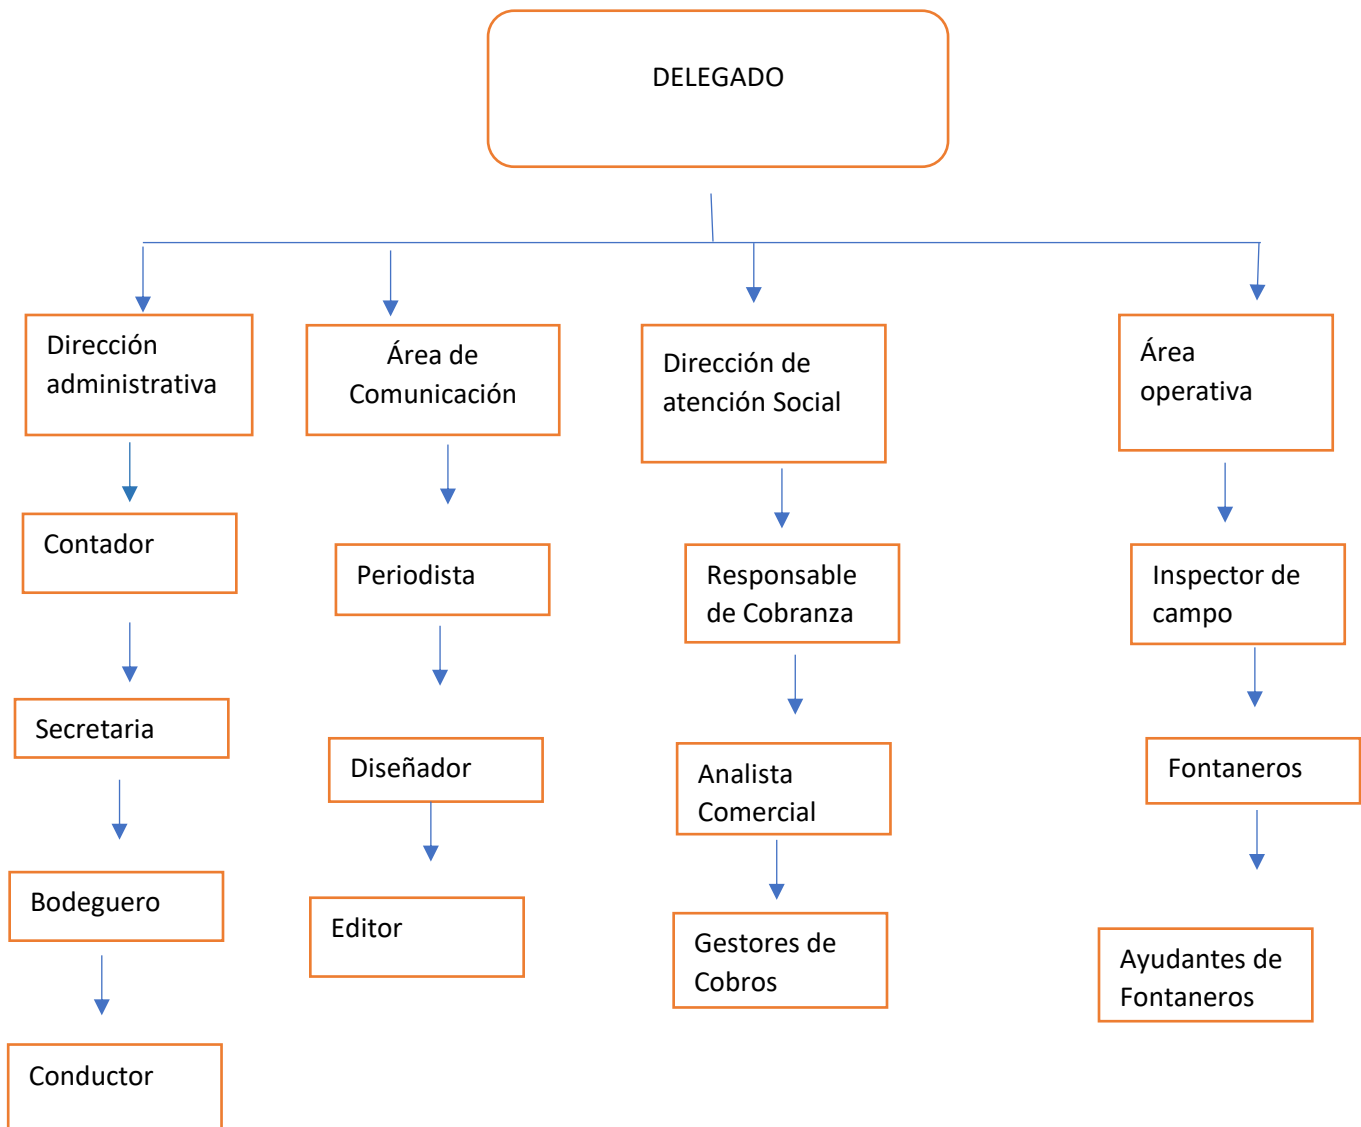 DELEGADO
Dirección
administrativa
Área de
Comunicación
Dirección de
atención Social
Área
operativa
Contador
Periodista
Responsable
de Cobranza
Inspector de
campo
Secretaria
Diseñador
Analista
Comercial
Fontaneros
Bodeguero
Editor
Gestores de
Cobros
Ayudantes de
Fontaneros
Conductor